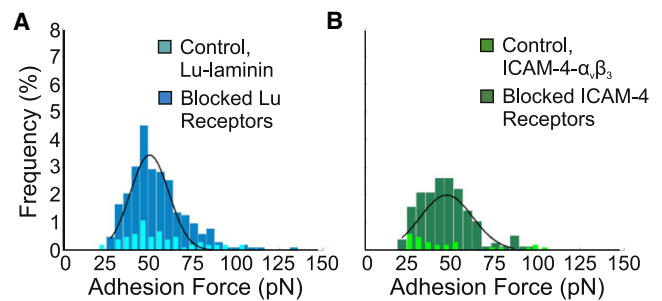 A
B
8
7
6
5
4
3
2
1
0
Frequency (%)
Control,
Lu-laminin
Blocked Lu
Receptors
Control,
ICAM-4-αᵥβ₃
Blocked ICAM-4
Receptors
0 25 50 75 100 125 150
0 25 50 75 100 125 150
Adhesion Force (pN)
Adhesion Force (pN)